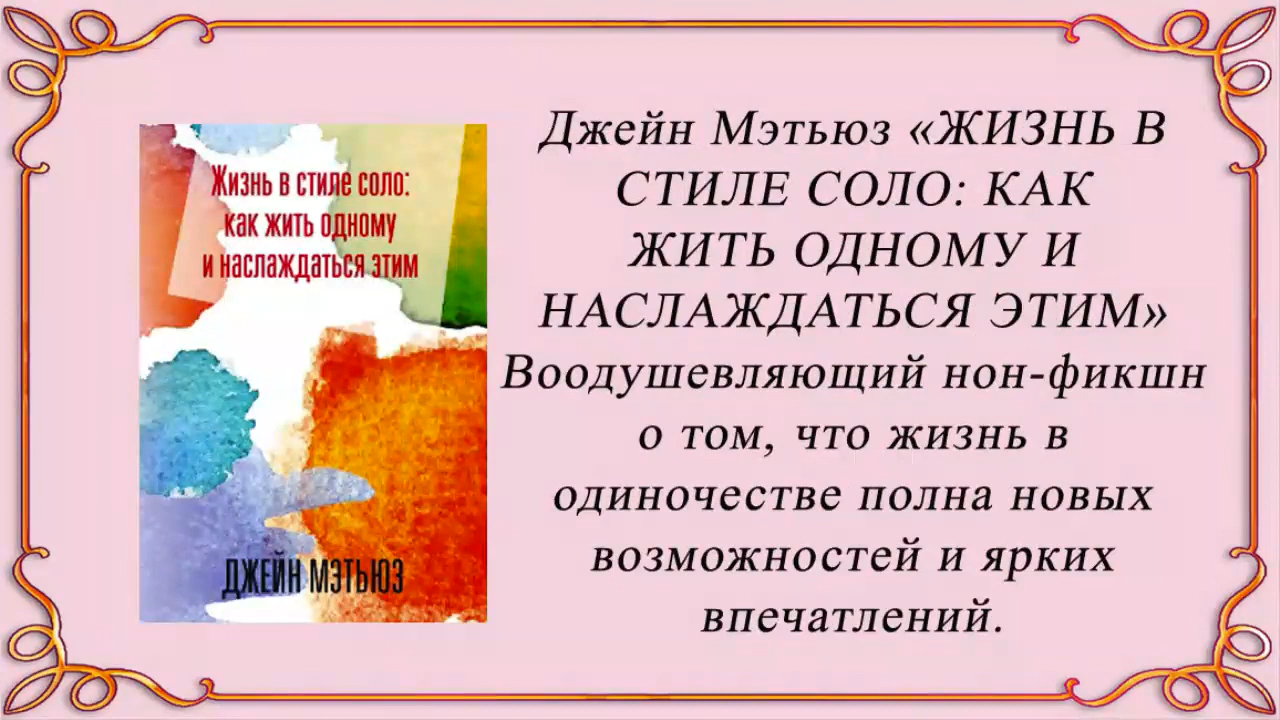 Жизнь в стиле соло:
как жить одному
и наслаждаться этим
ДЖЕЙН МЭТЬЮЗ
Джейн Мэтьюз «ЖИЗНЬ В
СТИЛЕ СОЛО: КАК
ЖИТЬ ОДНОМУ И
НАСЛАЖДАТЬСЯ ЭТИМ»
Воодушевляющий нон-фикшн
о том, что жизнь в
одиночестве полна новых
возможностей и ярких
впечатлений.